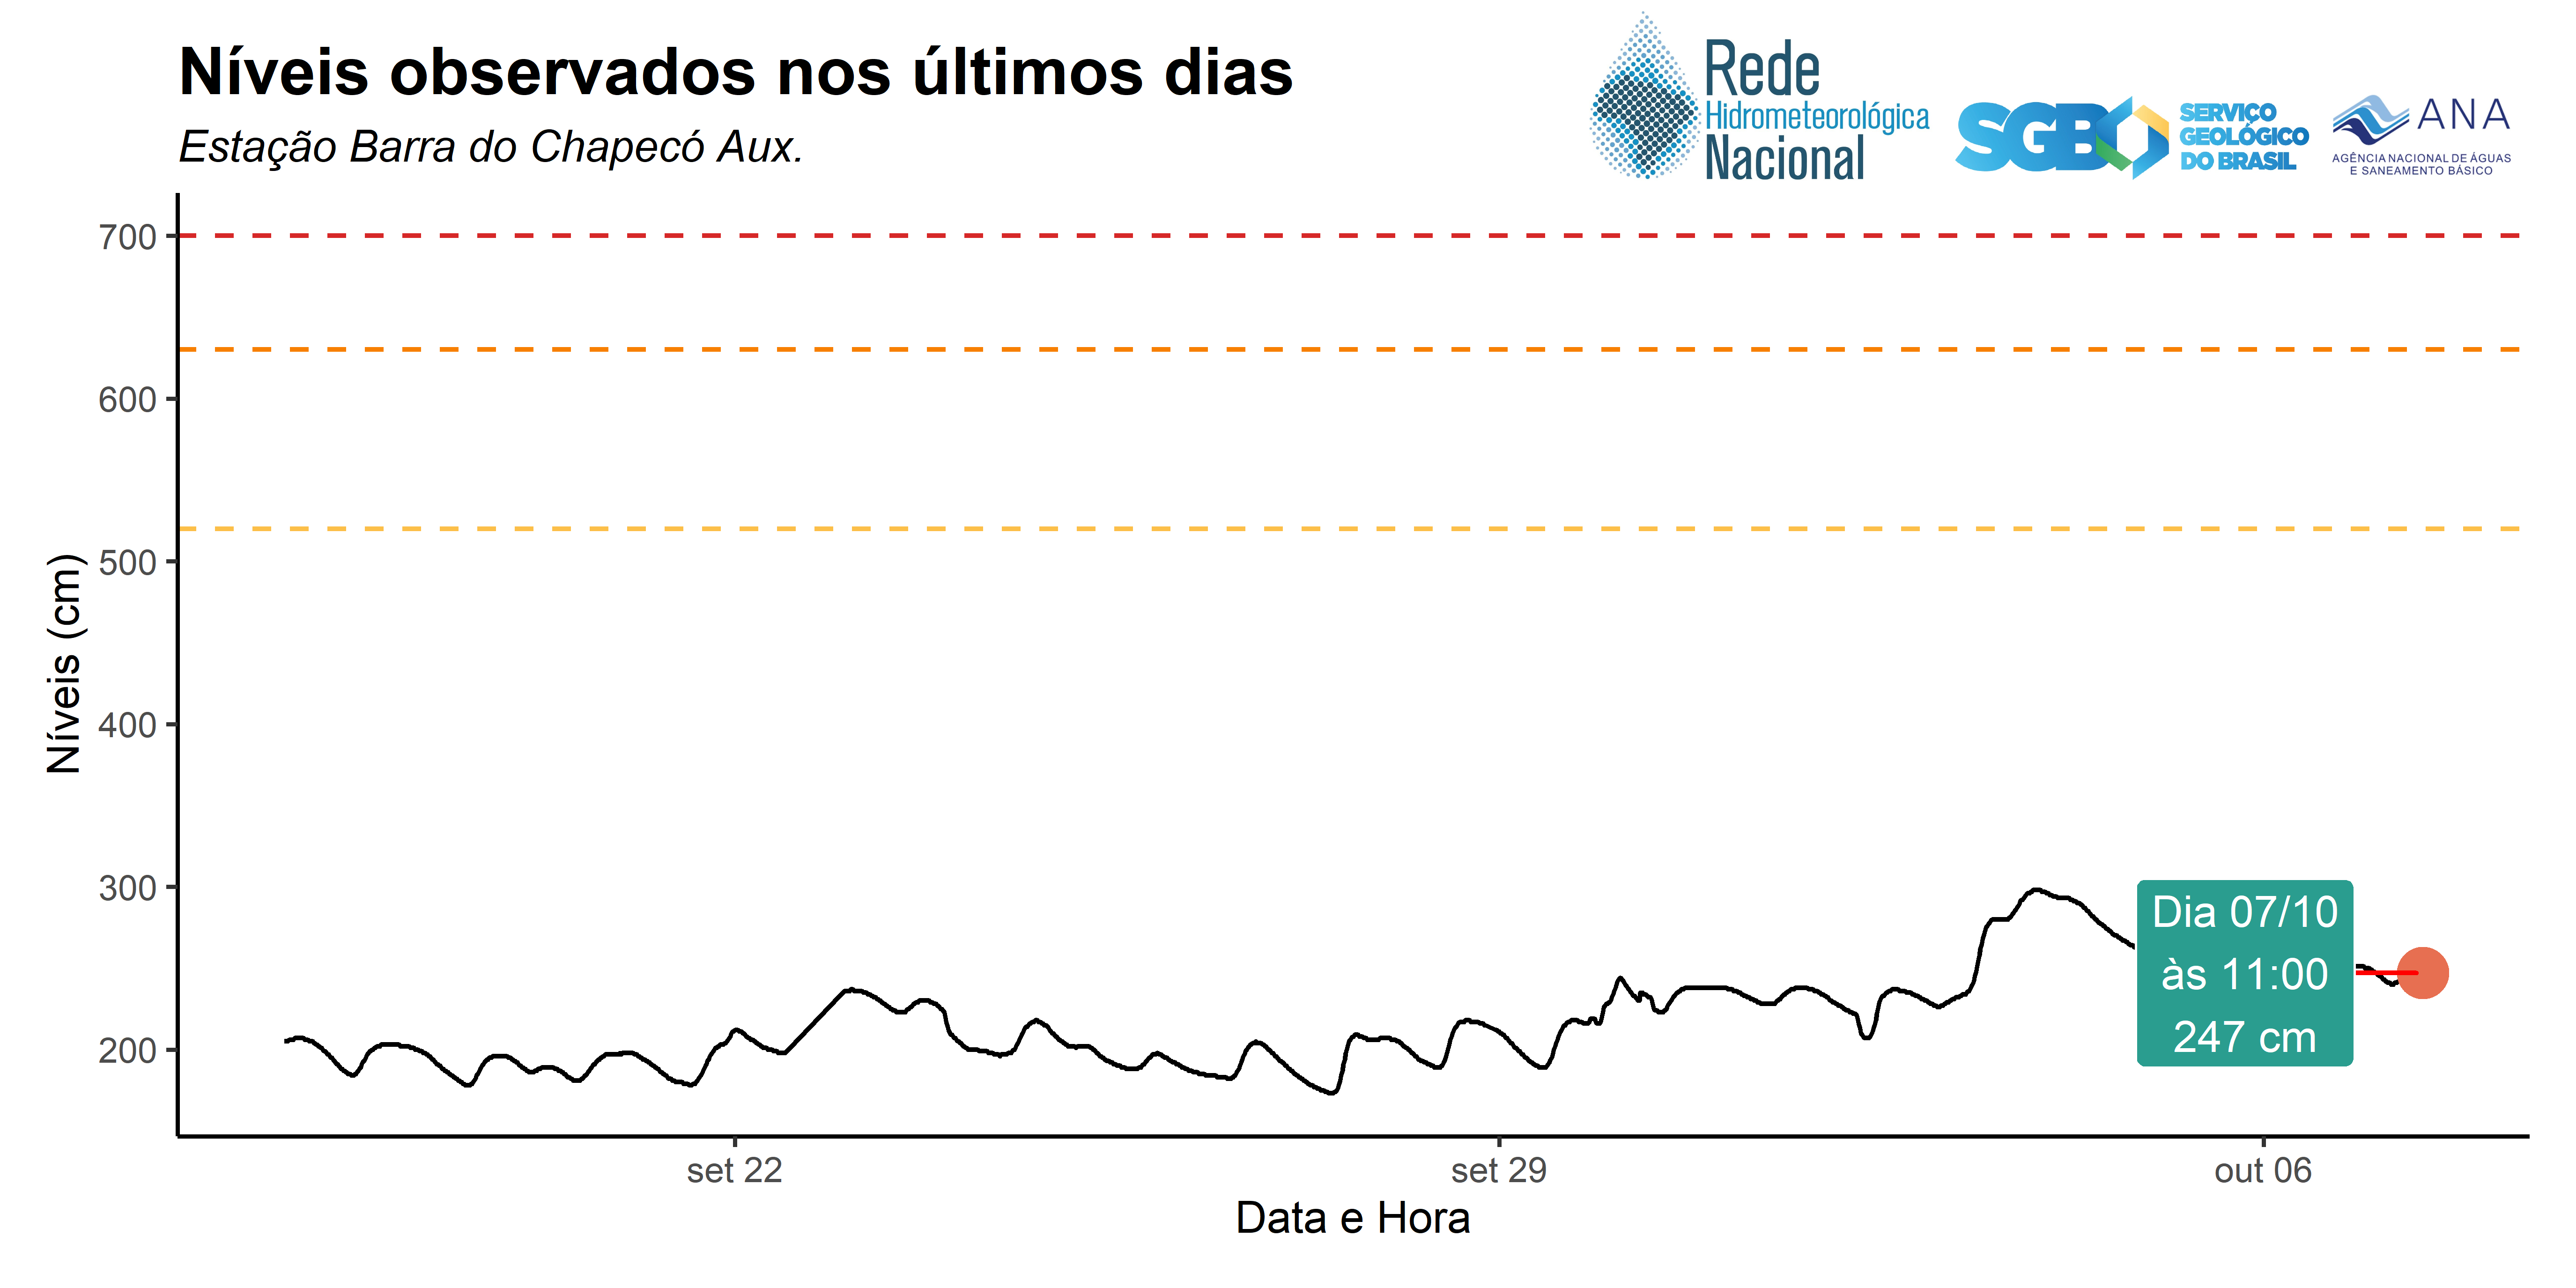 Níveis observados nos últimos dias
Estação Barra do Chapecó Aux.
Rede
Hidrometeorológica
Nacional
SGB
SERVIÇO
GEOLÓGICO
DO BRASIL
ANA
AGÊNCIA NACIONAL DE ÁGUAS
E SANEAMENTO BÁSICO
Níveis (cm)
700
600
500
400
300
200
Dia 07/10
às 11:00
247 cm
set 22
set 29
out 06
Data e Hora